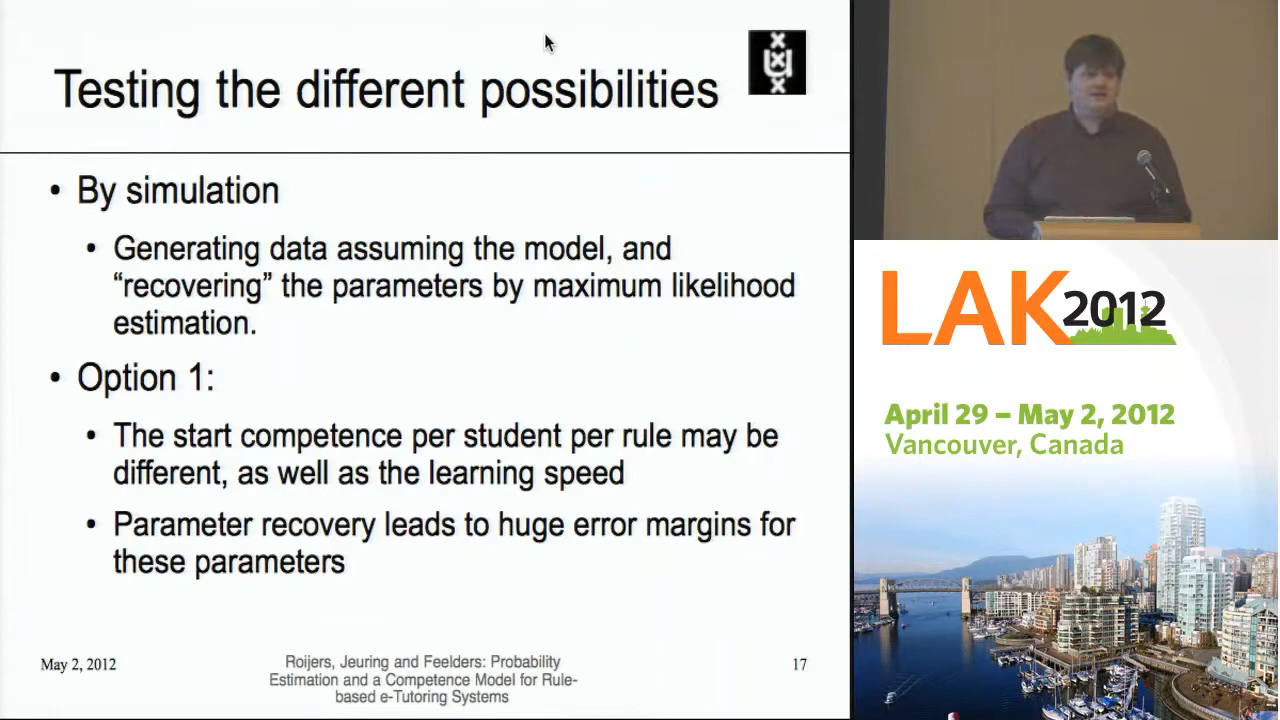 Testing the different possibilities
• By simulation
• Generating data assuming the model, and
“recovering” the parameters by maximum likelihood
estimation.
• Option 1:
• The start competence per student per rule may be
different, as well as the learning speed
• Parameter recovery leads to huge error margins for
these parameters
May 2, 2012
Roijers, Jeuring and Feelders: Probability
Estimation and a Competence Model for Rule-
based e-Tutoring Systems
17
LAK2012
April 29 – May 2, 2012
Vancouver, Canada